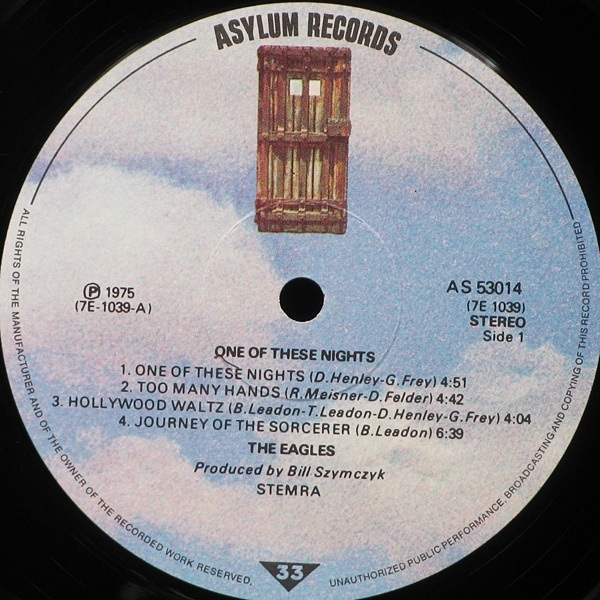 ASYLUM RECORDS
℗ 1975
(7E-1039-A)
AS 53014
(7E 1039)
STEREO
Side 1
ONE OF THESE NIGHTS
1. ONE OF THESE NIGHTS (D.Henley-G.Frey) 4:51
2. TOO MANY HANDS (R.Meisner-D.Felder) 4:42
3. HOLLYWOOD WALTZ (B.Leadon-T.Leadon-D.Henley-G.Frey) 4:04
4. JOURNEY OF THE SORCERER (B.Leadon) 6:39
THE EAGLES
Produced by Bill Szymczyk
STEMRA
33
ALL RIGHTS OF THE MANUFACTURER AND OF THE OWNER OF THE RECORDED WORK RESERVED.
UNAUTHORIZED PUBLIC PERFORMANCE, BROADCASTING AND COPYING OF THIS RECORD PROHIBITED